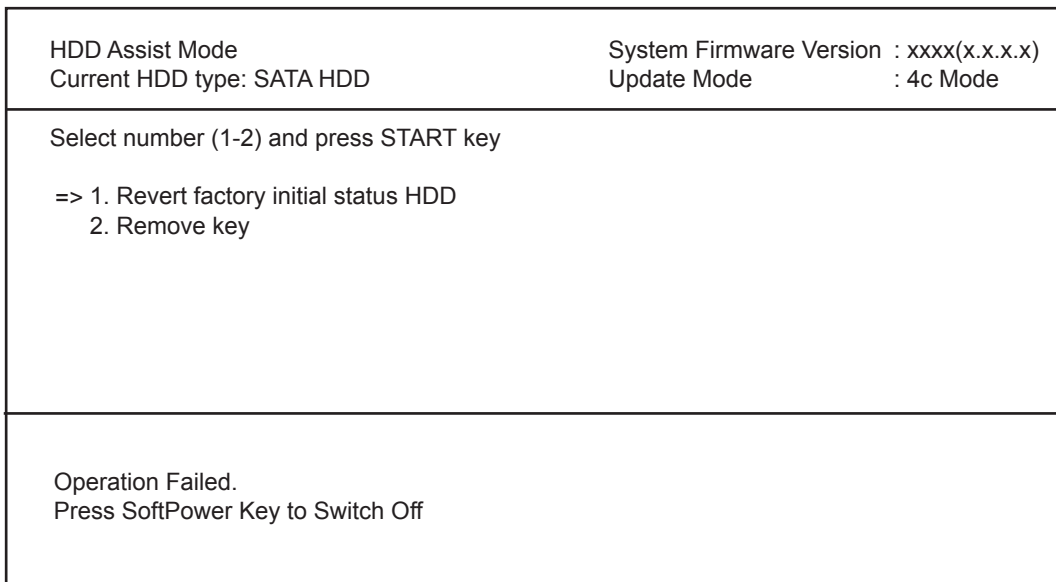 HDD Assist Mode
Current HDD type: SATA HDD
System Firmware Version : xxxx(x.x.x.x)
Update Mode : 4c Mode
Select number (1-2) and press START key
=> 1. Revert factory initial status HDD
2. Remove key
Operation Failed.
Press SoftPower Key to Switch Off